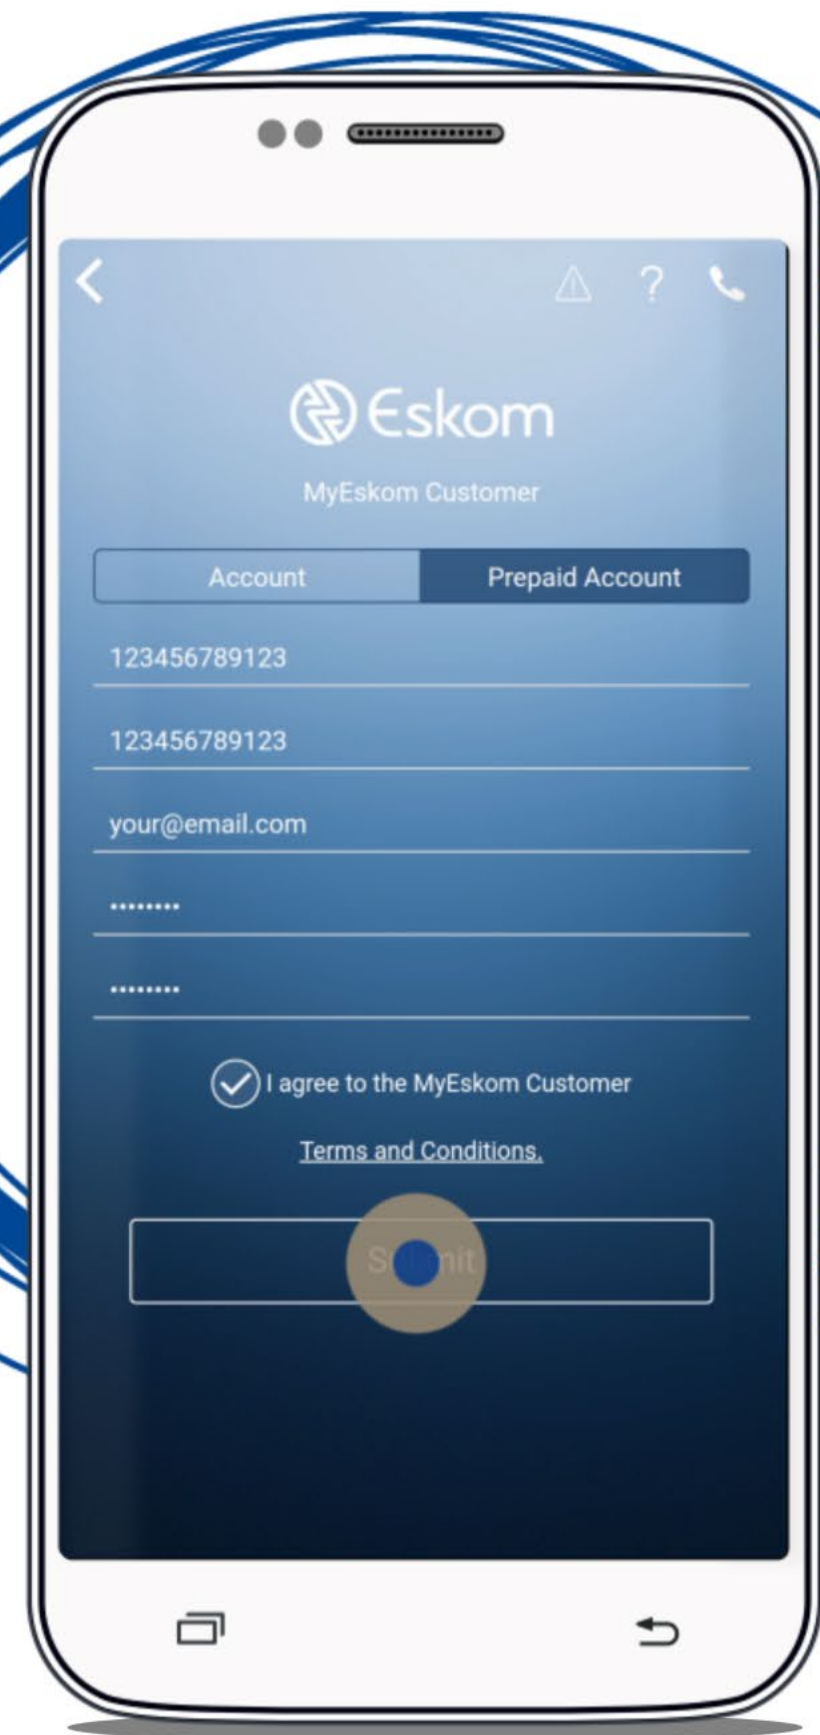 Eskom
MyEskom Customer
Account Prepaid Account
123456789123
123456789123
your@email.com
••••••••
••••••••
I agree to the MyEskom Customer
Terms and Conditions.
Submit